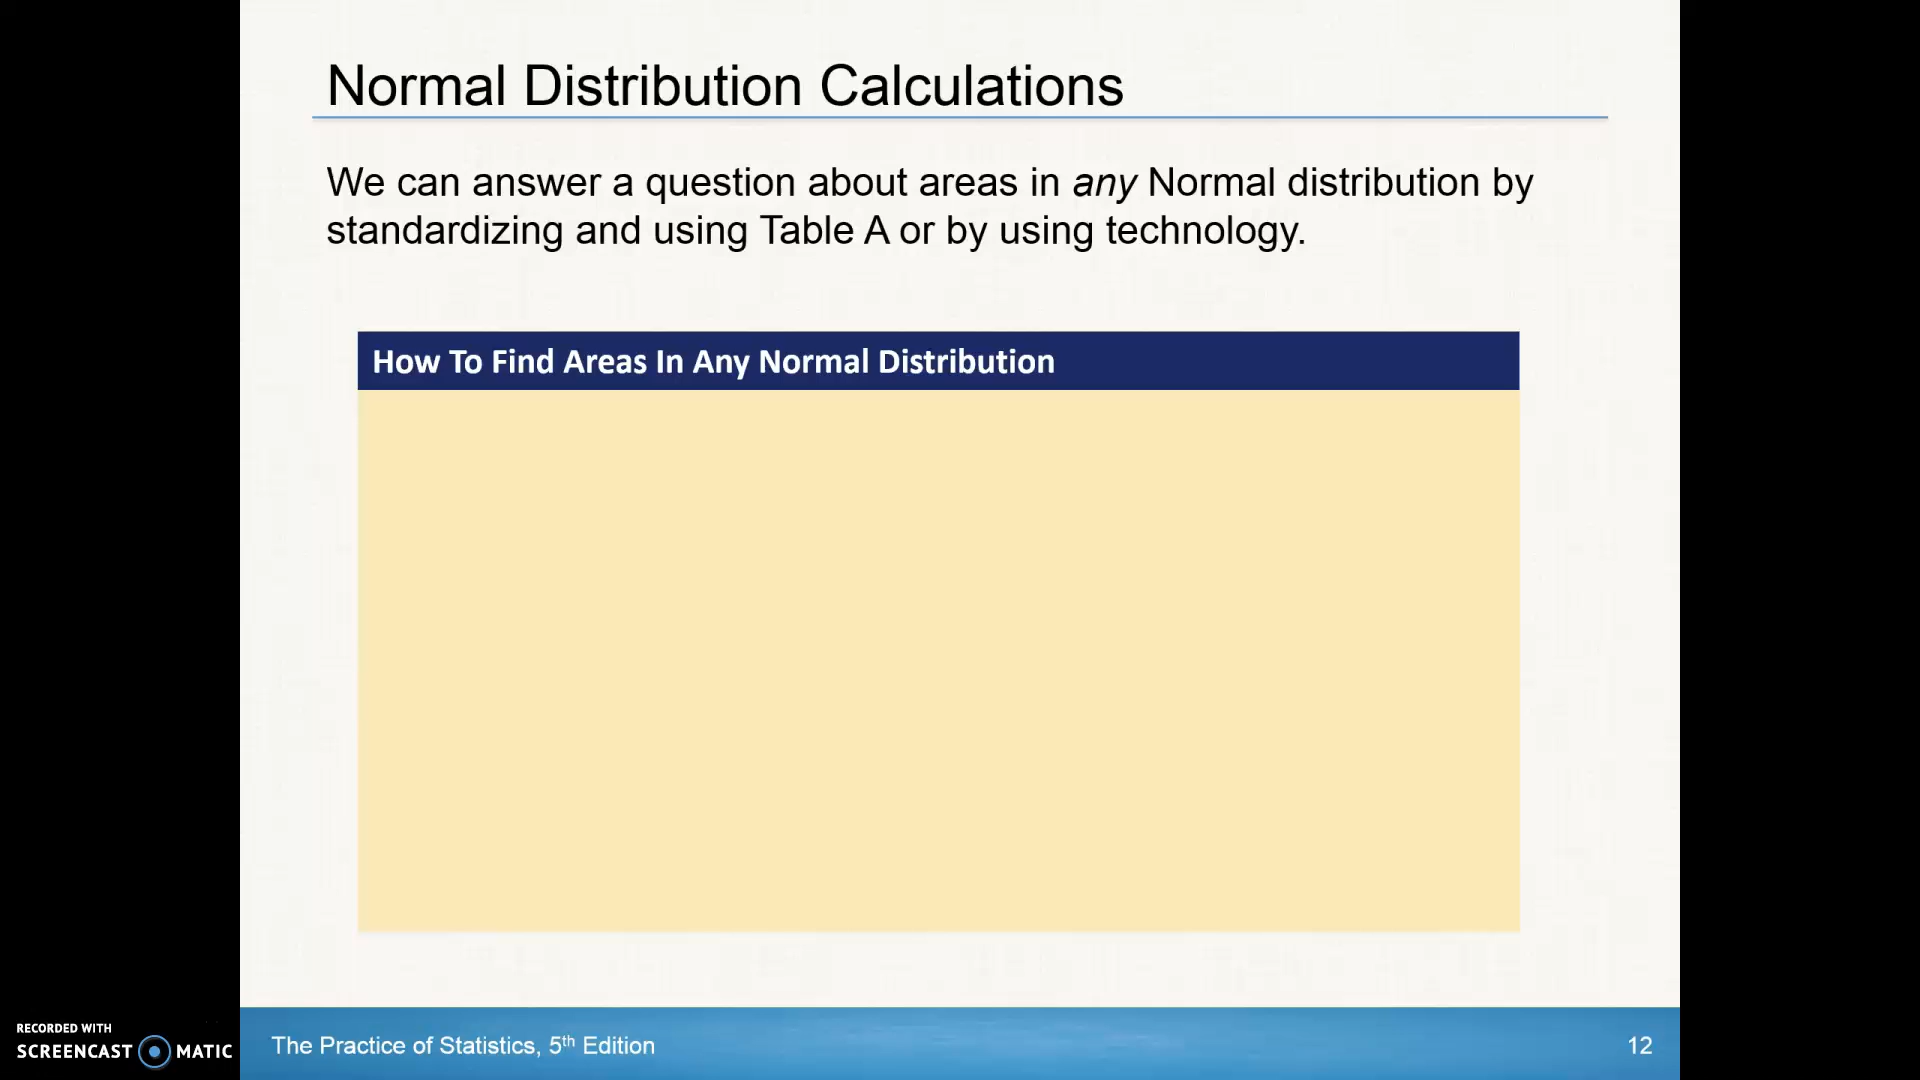 Normal Distribution Calculations
We can answer a question about areas in any Normal distribution by
standardizing and using Table A or by using technology.
How To Find Areas In Any Normal Distribution
RECORDED WITH
SCREENCAST MATIC
The Practice of Statistics, 5th Edition
12